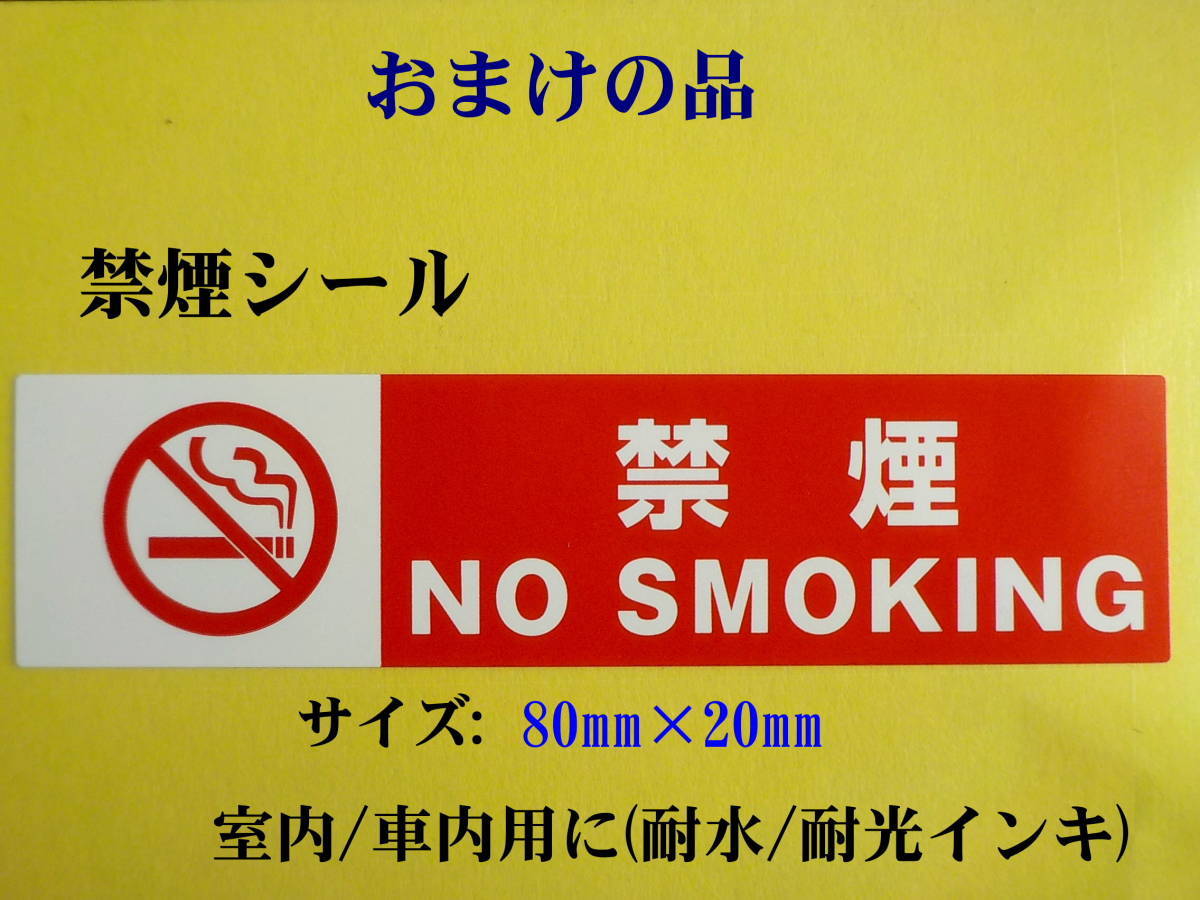 おまけの品
禁煙シール
禁　煙
NO SMOKING
サイズ: 80mm×20mm
室内/車内用に(耐水/耐光インキ)